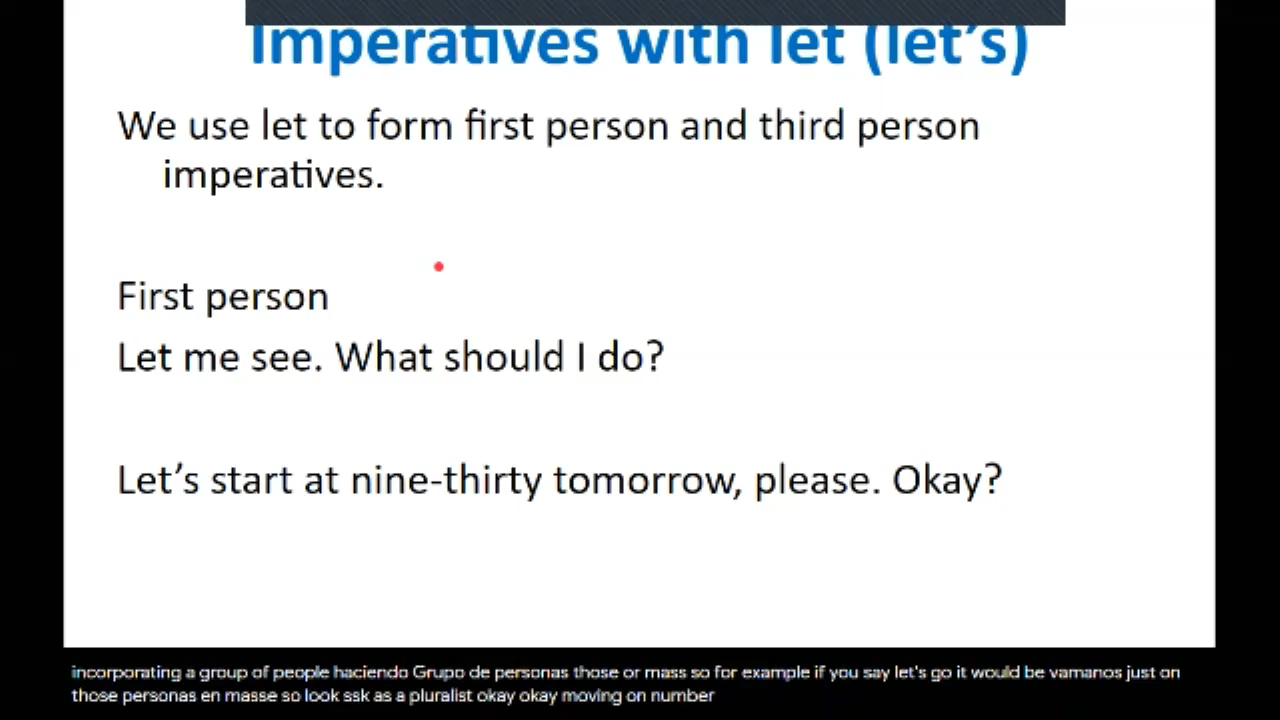 Imperatives with let (let's)
We use let to form first person and third person
imperatives.
First person
Let me see. What should I do?
Let’s start at nine-thirty tomorrow, please. Okay?
incorporating a group of people haciendo Grupo de personas those or mass so for example if you say let's go it would be vamanos just on
those personas en masse so look ssk as a pluralist okay okay moving on number